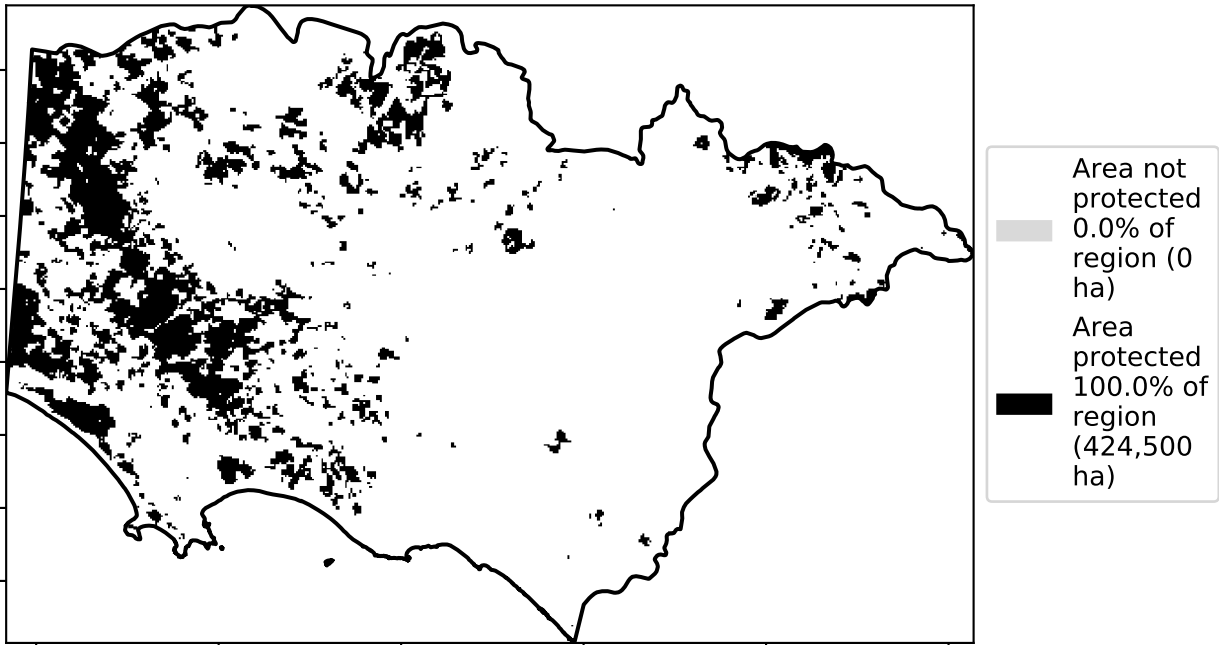 Area not
protected
0.0% of
region (0
ha)
Area
protected
100.0% of
region
(424,500
ha)